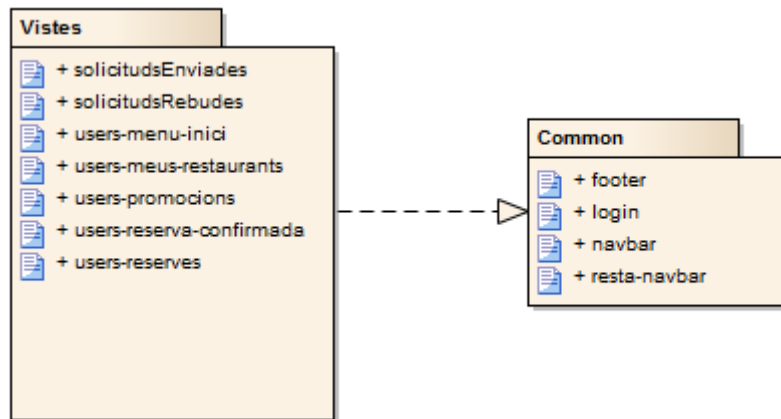 Vistes
+ solicitudsEnviades
+ solicitudsRebudes
+ users-menu-inici
+ users-meus-restaurants
+ users-promocions
+ users-reserva-confirmada
+ users-reserves
Common
+ footer
+ login
+ navbar
+ resta-navbar